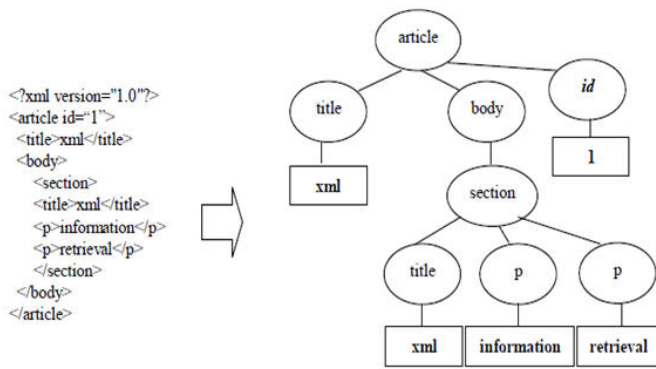 <?xml version="1.0"?>
<article id=“1”>
<title>xml</title>
<body>
<section>
<title>xml</title>
<p>information</p>
<p>retrieval</p>
</section>
</body>
</article>
article
title
body
id
xml
1
section
title
p
p
xml
information
retrieval